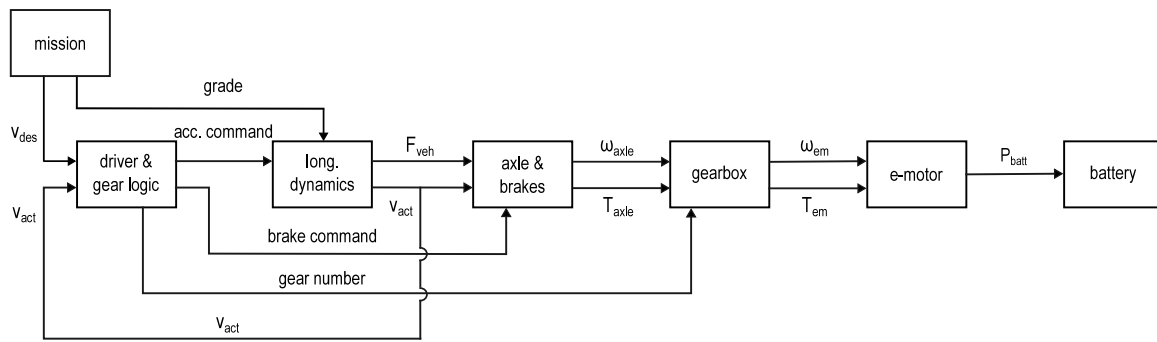 mission
grade
v_des
acc. command
F_veh
ω_axle
ω_em
P_batt
driver &
gear logic
long.
dynamics
axle &
brakes
gearbox
e-motor
battery
v_act
v_act
T_axle
T_em
brake command
gear number
v_act